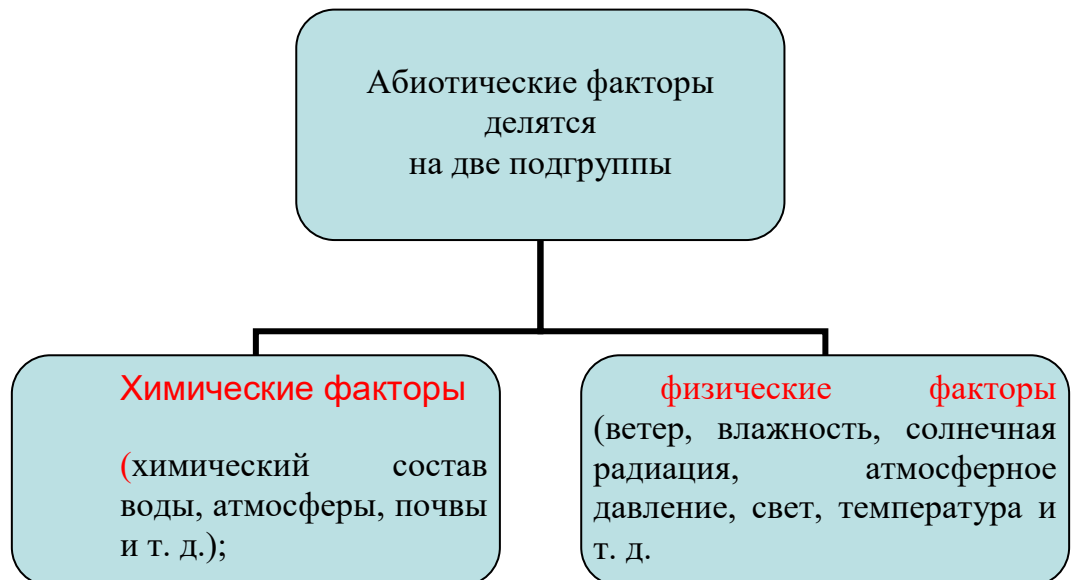 Абиотические факторы
делятся
на две подгруппы
Химические факторы
(химический состав
воды, атмосферы, почвы
и т. д.);
физические факторы
(ветер, влажность, солнечная
радиация, атмосферное
давление, свет, температура и
т. д.